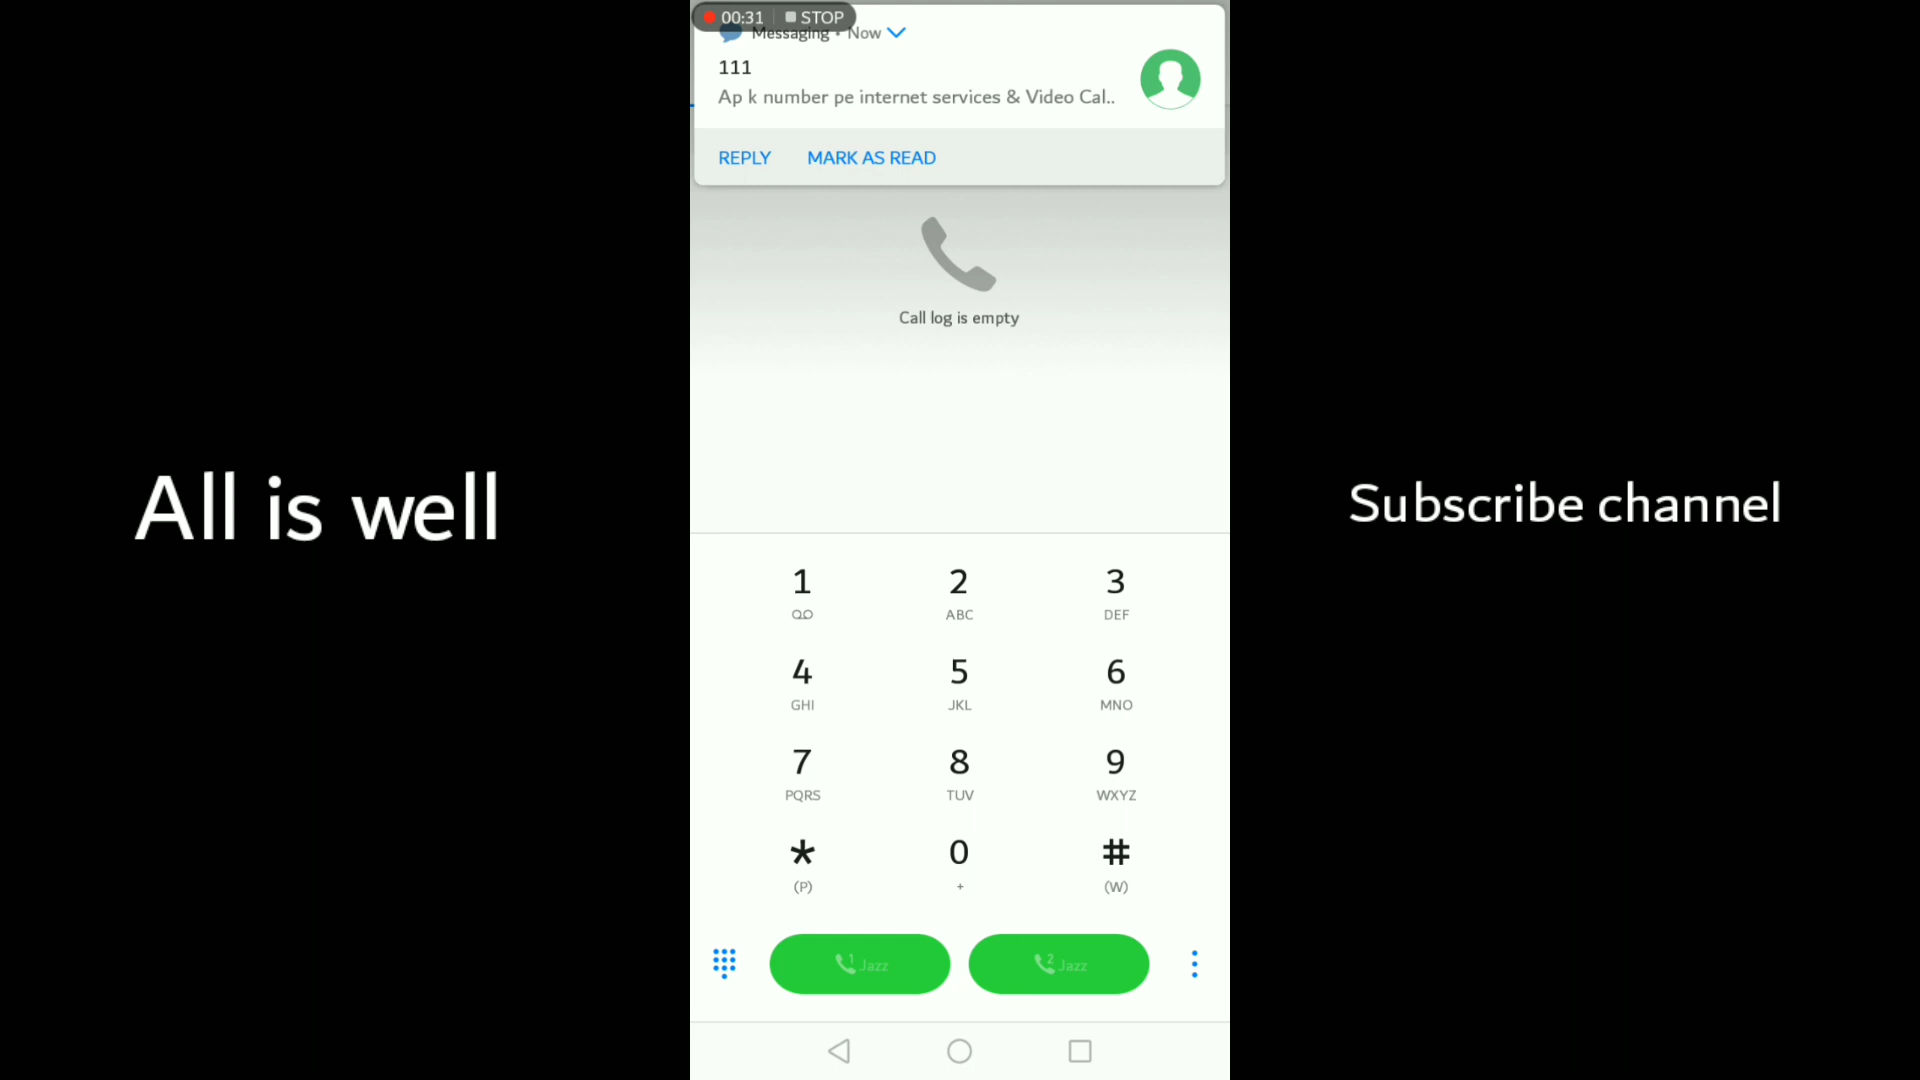 00:31 STOP
Messaging • Now
111
Ap k number pe internet services & Video Cal..
REPLY MARK AS READ
Call log is empty
All is well
Subscribe channel
1 2 3
ABC DEF
4 5 6
GHI JKL MNO
7 8 9
PQRS TUV WXYZ
* 0 #
(P) + (W)
1 Jazz 2 Jazz